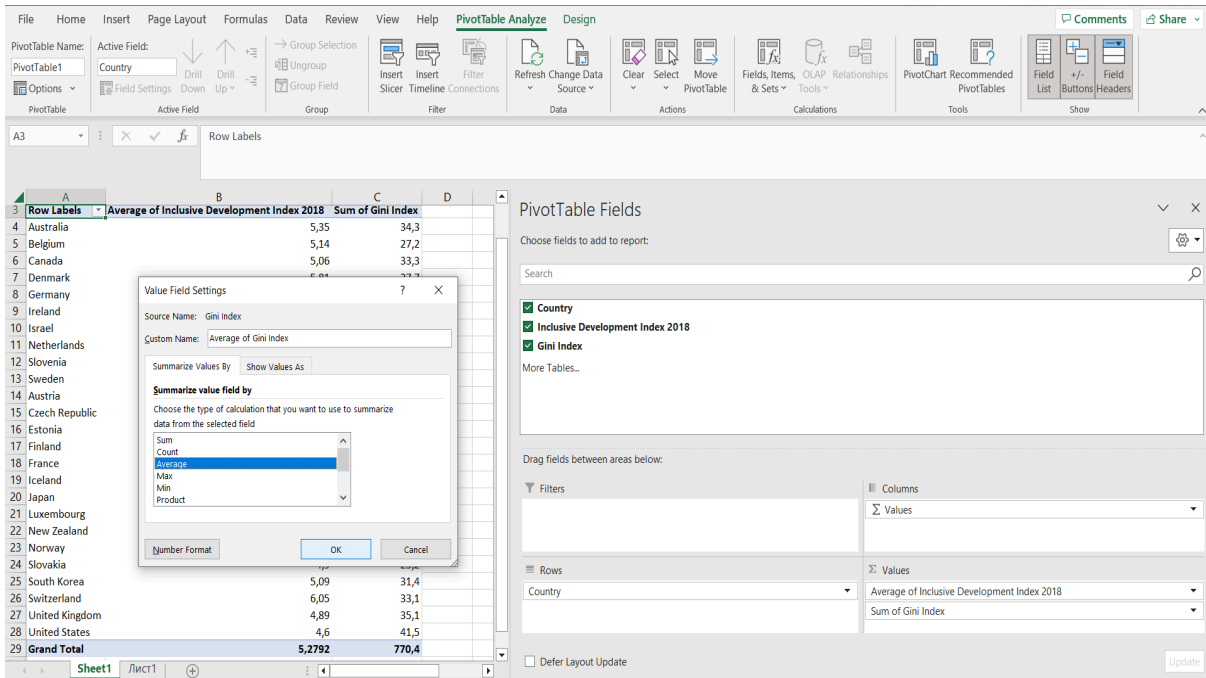 File Home Insert Page Layout Formulas Data Review View Help PivotTable Analyze Design Comments Share
PivotTable Name:
PivotTable1
Options
PivotTable
Active Field:
Country
Field Settings
Drill Down
Drill Up
Active Field
Group Selection
Ungroup
Group Field
Group
Insert Slicer
Insert Timeline
Filter Connections
Filter
Refresh
Change Data Source
Data
Clear
Select
Move PivotTable
Actions
Fields, Items, & Sets
OLAP Tools
Relationships
Calculations
PivotChart
Recommended PivotTables
Tools
Field List
+/- Buttons
Field Headers
Show
A3 fx Row Labels
A B C D
3 Row Labels Average of Inclusive Development Index 2018 Sum of Gini Index
4 Australia 5,35 34,3
5 Belgium 5,14 27,2
6 Canada 5,06 33,3
7 Denmark
8 Germany
9 Ireland
10 Israel
11 Netherlands
12 Slovenia
13 Sweden
14 Austria
15 Czech Republic
16 Estonia
17 Finland
18 France
19 Iceland
20 Japan
21 Luxembourg
22 New Zealand
23 Norway
24 Slovakia
25 South Korea 5,09 31,4
26 Switzerland 6,05 33,1
27 United Kingdom 4,89 35,1
28 United States 4,6 41,5
29 Grand Total 5,2792 770,4
Sheet1 Лист1
Value Field Settings ?
Source Name: Gini Index
Custom Name: Average of Gini Index
Summarize Values By Show Values As
Summarize value field by
Choose the type of calculation that you want to use to summarize
data from the selected field
Sum
Count
Average
Max
Min
Product
Number Format OK Cancel
PivotTable Fields
Choose fields to add to report:
Search
Country
Inclusive Development Index 2018
Gini Index
More Tables...
Drag fields between areas below:
Filters
Columns
Σ Values
Rows
Country
Σ Values
Average of Inclusive Development Index 2018
Sum of Gini Index
Defer Layout Update Update